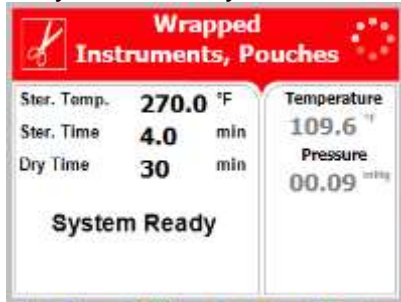 Wrapped
Instruments, Pouches
Ster. Temp. 270.0 °F
Ster. Time 4.0 min
Dry Time 30 min
System Ready
Temperature
109.6 °F
Pressure
00.09 inHg